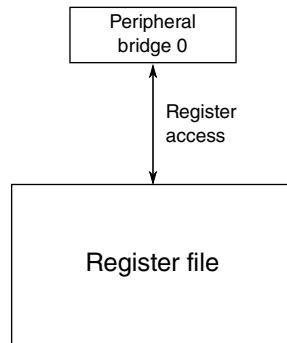 Peripheral
bridge 0
Register
access
Register file